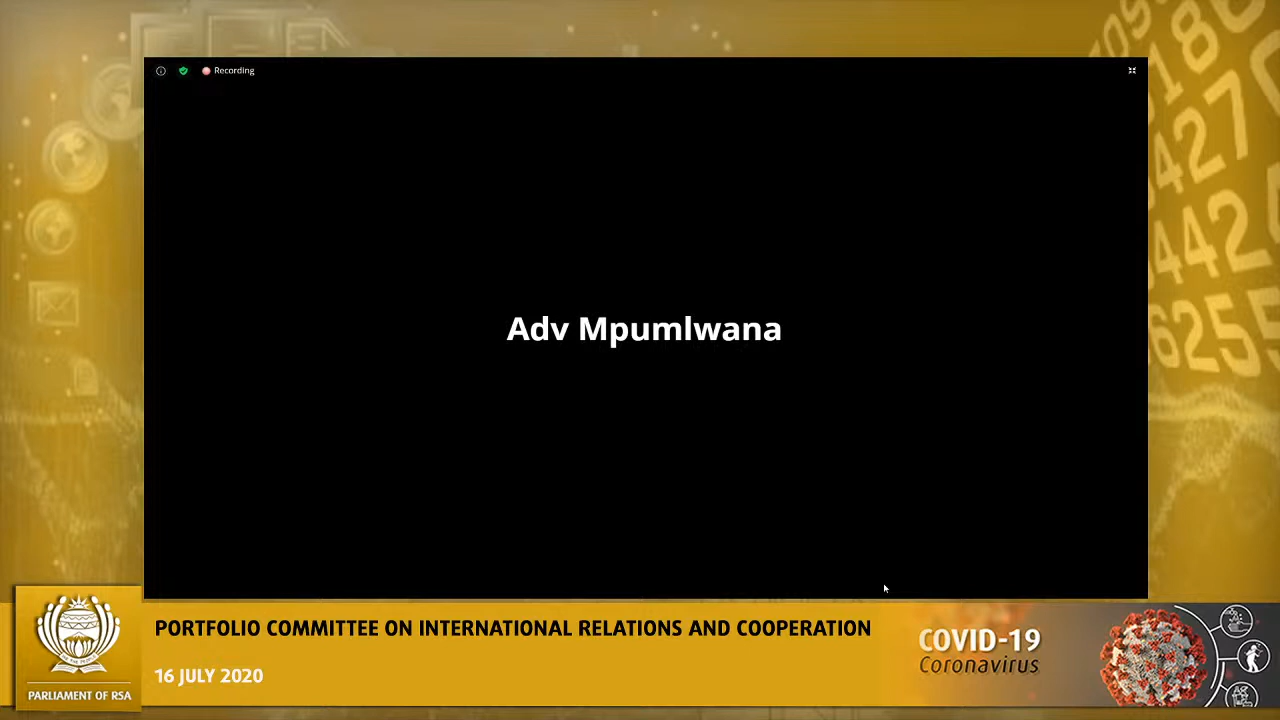 Recording
Adv Mpumlwana
PORTFOLIO COMMITTEE ON INTERNATIONAL RELATIONS AND COOPERATION
16 JULY 2020
PARLIAMENT OF RSA
COVID-19
Coronavirus